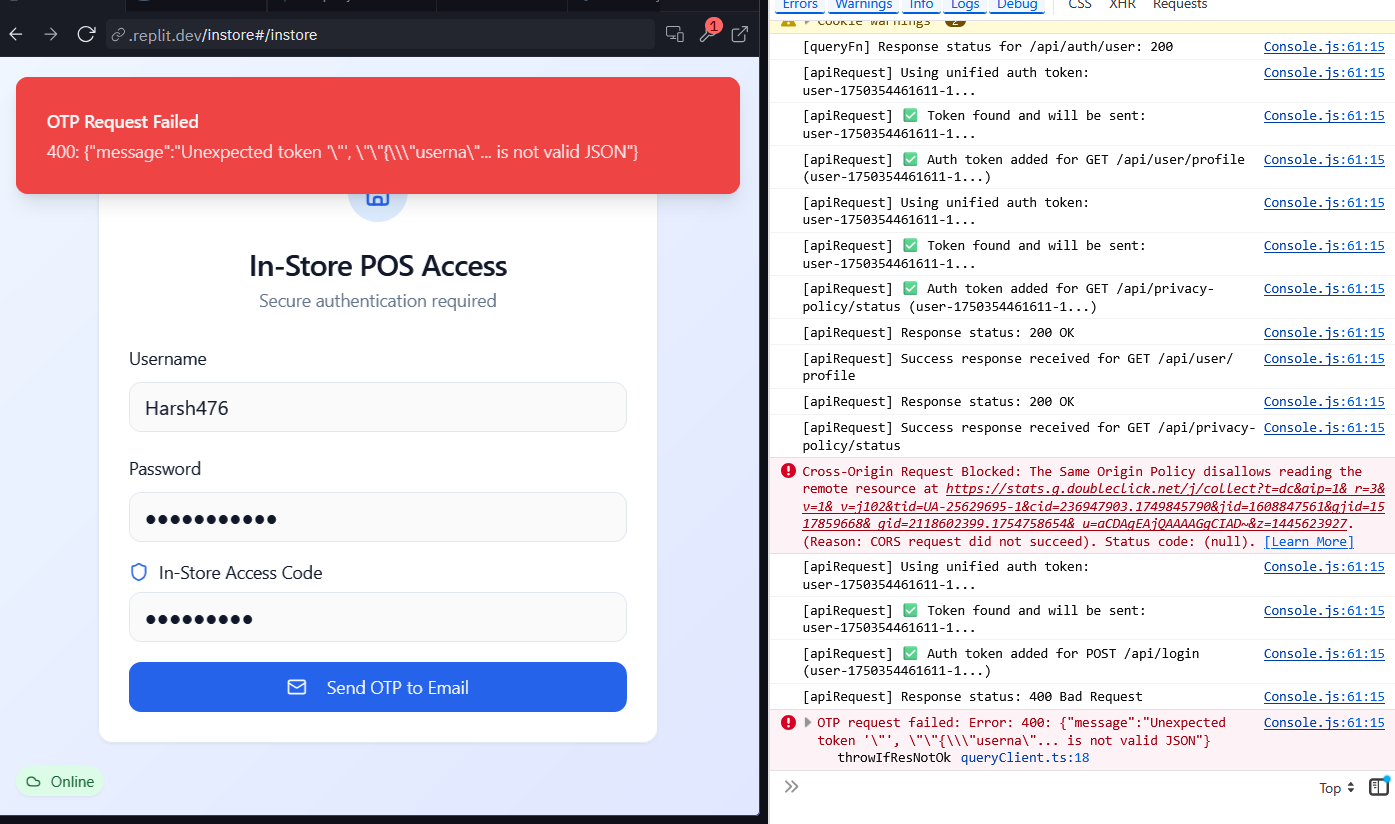 .replit.dev/instore#/instore
1
OTP Request Failed
400: {"message":"Unexpected token '\"', \"\"{\\\"userna\"... is not valid JSON"}
In-Store POS Access
Secure authentication required
Username
Harsh476
Password
●●●●●●●●●●●
In-Store Access Code
●●●●●●●●●
Send OTP to Email
Online
Errors Warnings Info Logs Debug CSS XHR Requests
Cookie warnings 2
[queryFn] Response status for /api/auth/user: 200 Console.js:61:15
[apiRequest] Using unified auth token: Console.js:61:15
user-1750354461611-1...
[apiRequest] ✅ Token found and will be sent: Console.js:61:15
user-1750354461611-1...
[apiRequest] ✅ Auth token added for GET /api/user/profile Console.js:61:15
(user-1750354461611-1...)
[apiRequest] Using unified auth token: Console.js:61:15
user-1750354461611-1...
[apiRequest] ✅ Token found and will be sent: Console.js:61:15
user-1750354461611-1...
[apiRequest] ✅ Auth token added for GET /api/privacy- Console.js:61:15
policy/status (user-1750354461611-1...)
[apiRequest] Response status: 200 OK Console.js:61:15
[apiRequest] Success response received for GET /api/user/ Console.js:61:15
profile
[apiRequest] Response status: 200 OK Console.js:61:15
[apiRequest] Success response received for GET /api/privacy- Console.js:61:15
policy/status
Cross-Origin Request Blocked: The Same Origin Policy disallows reading the
remote resource at https://stats.g.doubleclick.net/j/collect?t=dc&aip=1&_r=3&
v=1&_v=j102&tid=UA-25629695-1&cid=236947903.1749845790&jid=1608847561&gjid=151
7859668&_gid=2118602399.1754758654&_u=aCDAgEAjQAAAAGgCIAD~&z=1445623927.
(Reason: CORS request did not succeed). Status code: (null). [Learn More]
[apiRequest] Using unified auth token: Console.js:61:15
user-1750354461611-1...
[apiRequest] ✅ Token found and will be sent: Console.js:61:15
user-1750354461611-1...
[apiRequest] ✅ Auth token added for POST /api/login Console.js:61:15
(user-1750354461611-1...)
[apiRequest] Response status: 400 Bad Request Console.js:61:15
OTP request failed: Error: 400: {"message":"Unexpected Console.js:61:15
token '\"', \"\"{\\\"userna\"... is not valid JSON"}
throwIfResNotOk queryClient.ts:18
Top